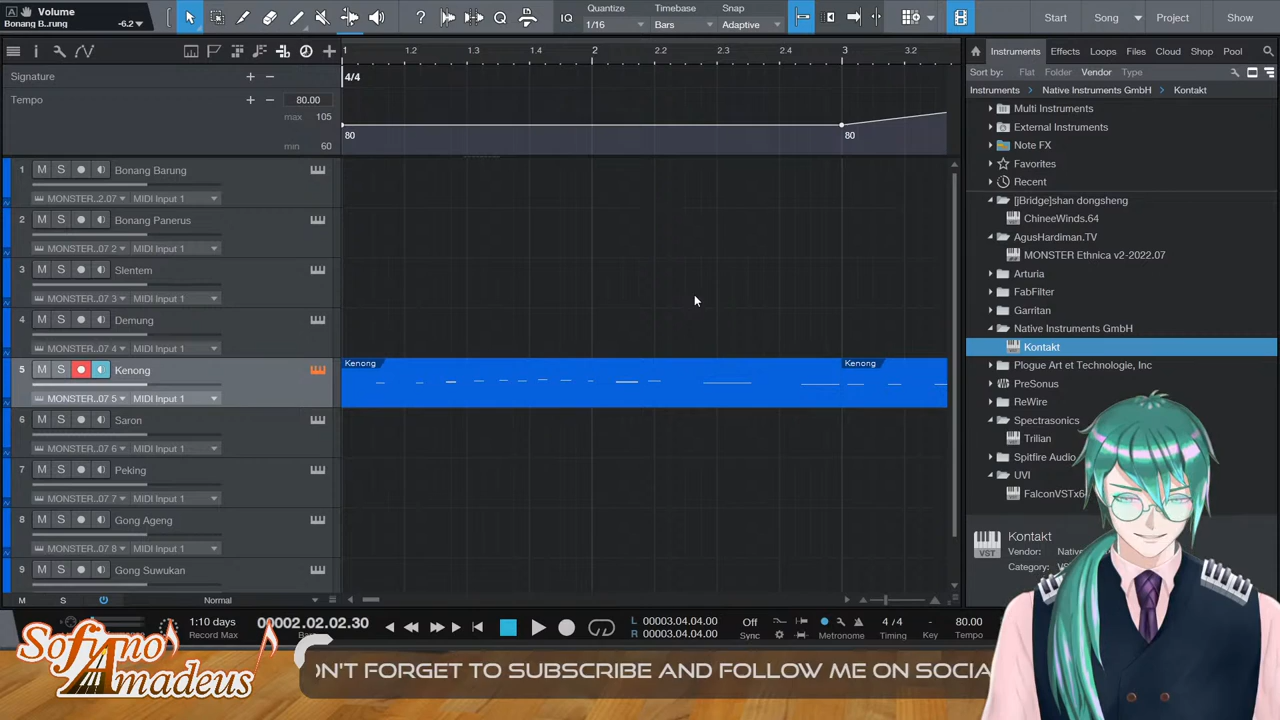 Volume
Bonang B..rung
-6.2
IQ
Quantize
1/16
Timebase
Bars
Snap
Adaptive
Start
Song
Project
Show
1
1.2
1.3
1.4
2
2.2
2.3
2.4
3
3.2
Instruments
Effects
Loops
Files
Cloud
Shop
Pool
Sort by:
Flat
Folder
Vendor
Type
Instruments
Native Instruments GmbH
Kontakt
Signature
4/4
Tempo
80.00
max 105
min 60
80
80
1 M S Bonang Barung
MONSTER...2.07 MIDI Input 1
2 M S Bonang Panerus
MONSTER..07 2 MIDI Input 1
3 M S Slentem
MONSTER..07 3 MIDI Input 1
4 M S Demung
MONSTER..07 4 MIDI Input 1
5 M S Kenong
MONSTER..07 5 MIDI Input 1
6 M S Saron
MONSTER..07 6 MIDI Input 1
7 M S Peking
MONSTER..07 7 MIDI Input 1
8 M S Gong Ageng
MONSTER..07 8 MIDI Input 1
9 M S Gong Suwukan
Kenong
Kenong
Multi Instruments
External Instruments
Note FX
Favorites
Recent
[jBridge]shan dongsheng
ChineeWinds.64
AgusHardiman.TV
MONSTER Ethnica v2-2022.07
Arturia
FabFilter
Garritan
Native Instruments GmbH
Kontakt
Plogue Art et Technologie, Inc
PreSonus
ReWire
Spectrasonics
Trilian
Spitfire Audio
UVI
FalconVSTx6
Kontakt
VST
Vendor:
Category:
M S Normal
1:10 days
Record Max
00002.02.02.30
L 00003.04.04.00
R 00003.04.04.00
Off
Sync
Metronome
4 / 4
Timing
-
Key
80.00
Tempo
Sofiano
Amadeus
ON'T FORGET TO SUBSCRIBE AND FOLLOW ME ON SOCIA